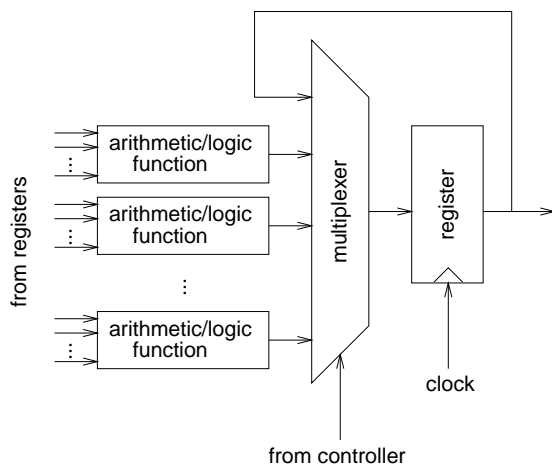 arithmetic/logic
function
arithmetic/logic
function
...
arithmetic/logic
function
from registers
...
...
...
multiplexer
register
clock
from controller